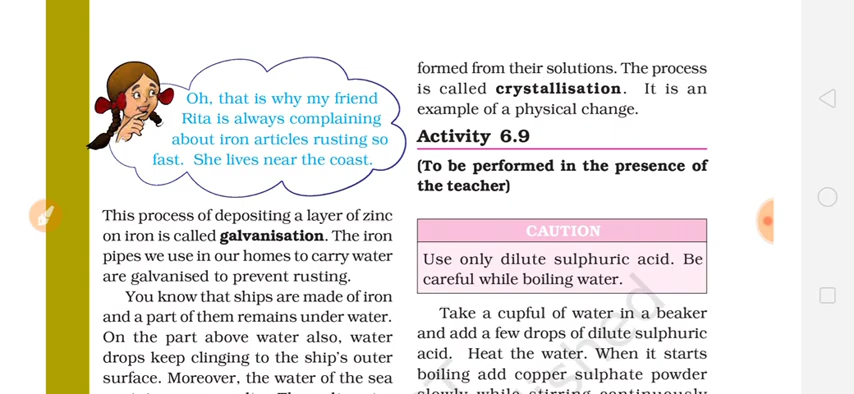 Oh, that is why my friend
Rita is always complaining
about iron articles rusting so
fast. She lives near the coast.
This process of depositing a layer of zinc
on iron is called galvanisation. The iron
pipes we use in our homes to carry water
are galvanised to prevent rusting.
You know that ships are made of iron
and a part of them remains under water.
On the part above water also, water
drops keep clinging to the ship's outer
surface. Moreover, the water of the sea
formed from their solutions. The process
is called crystallisation. It is an
example of a physical change.
Activity 6.9
(To be performed in the presence of
the teacher)
CAUTION
Use only dilute sulphuric acid. Be
careful while boiling water.
Take a cupful of water in a beaker
and add a few drops of dilute sulphuric
acid. Heat the water. When it starts
boiling add copper sulphate powder
slowly while stirring continuously